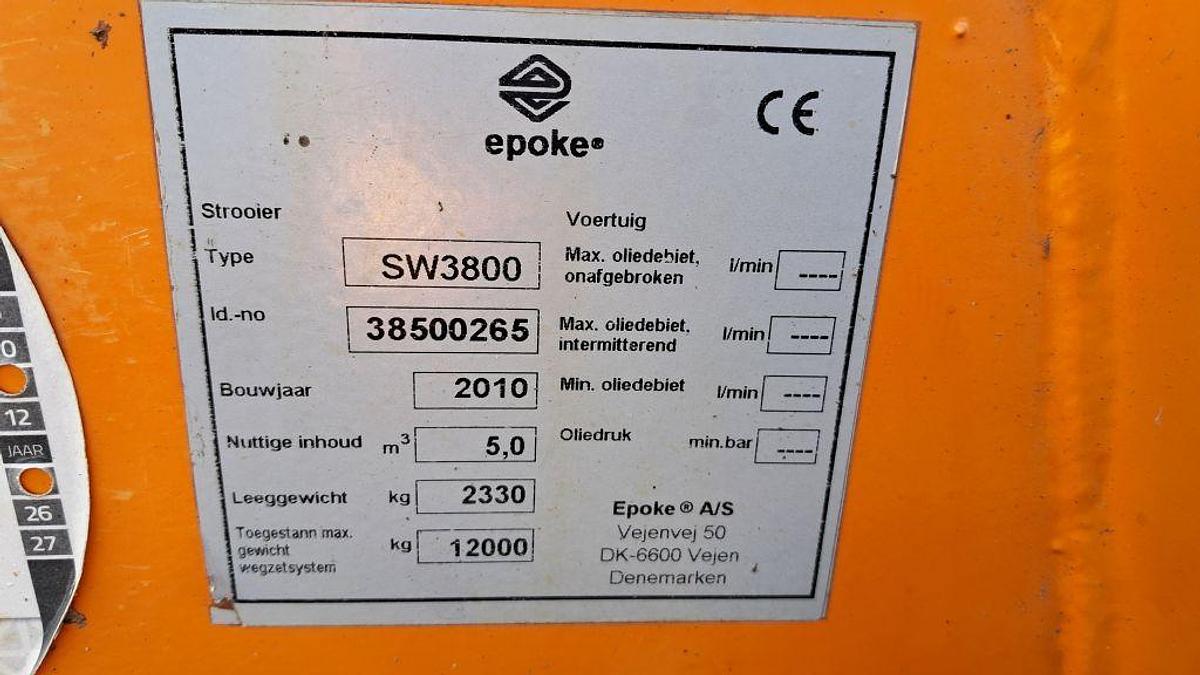 epoke®
CE
Strooier
Type SW3800
Id.-no 38500265
Bouwjaar 2010
Nuttige inhoud m³ 5,0
Leeggewicht kg 2330
Toegestann max.
gewicht kg 12000
wegzetsystem
Voertuig
Max. oliedebiet,
onafgebroken l/min ----
Max. oliedebiet,
intermitterend l/min ----
Min. oliedebiet l/min ----
Oliedruk min.bar ----
Epoke ® A/S
Vejenvej 50
DK-6600 Vejen
Denemarken
12
JAAR
26
27